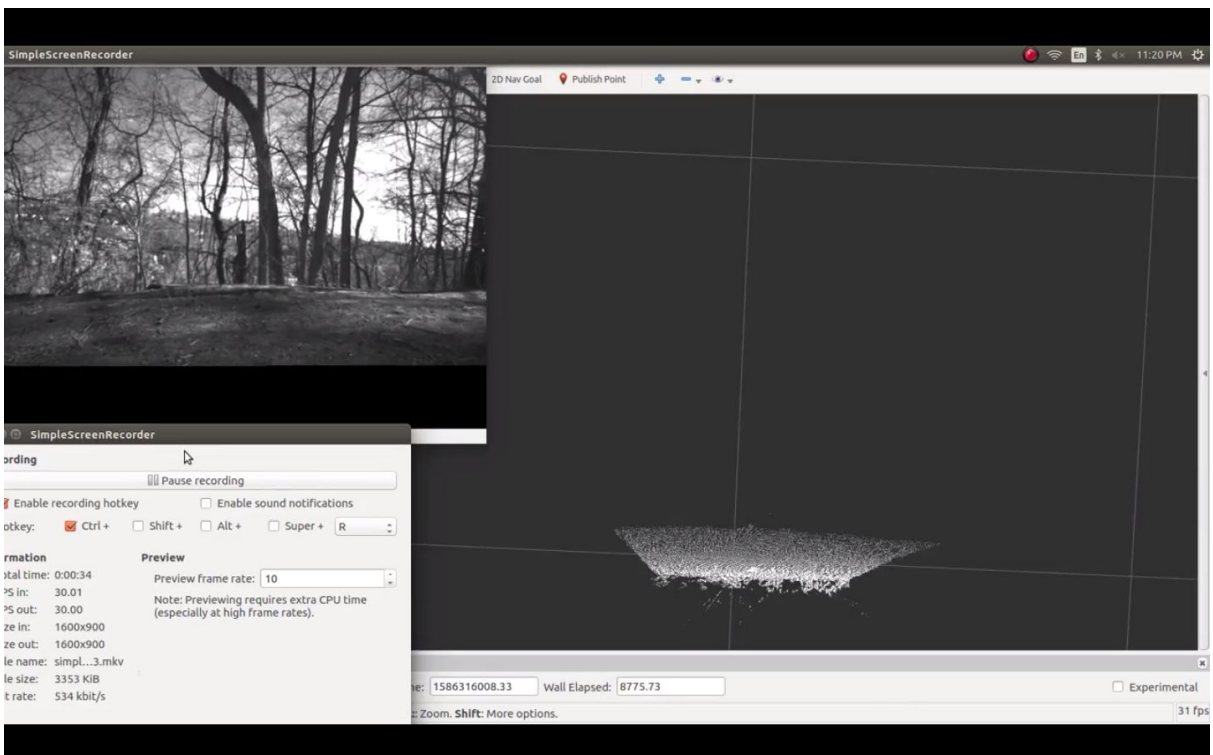 SimpleScreenRecorder
En
11:20 PM
2D Nav Goal
Publish Point
SimpleScreenRecorder
ording
Pause recording
Enable recording hotkey
Enable sound notifications
otkey: Ctrl + Shift + Alt + Super + R
rmation
Preview
otal time: 0:00:34
Preview frame rate: 10
PS in: 30.01
Note: Previewing requires extra CPU time
(especially at high frame rates).
PS out: 30.00
ze in: 1600x900
ze out: 1600x900
le name: simpl...3.mkv
le size: 3353 KiB
t rate: 534 kbit/s
ne: 1586316008.33
Wall Elapsed: 8775.73
Experimental
: Zoom. Shift: More options.
31 fps